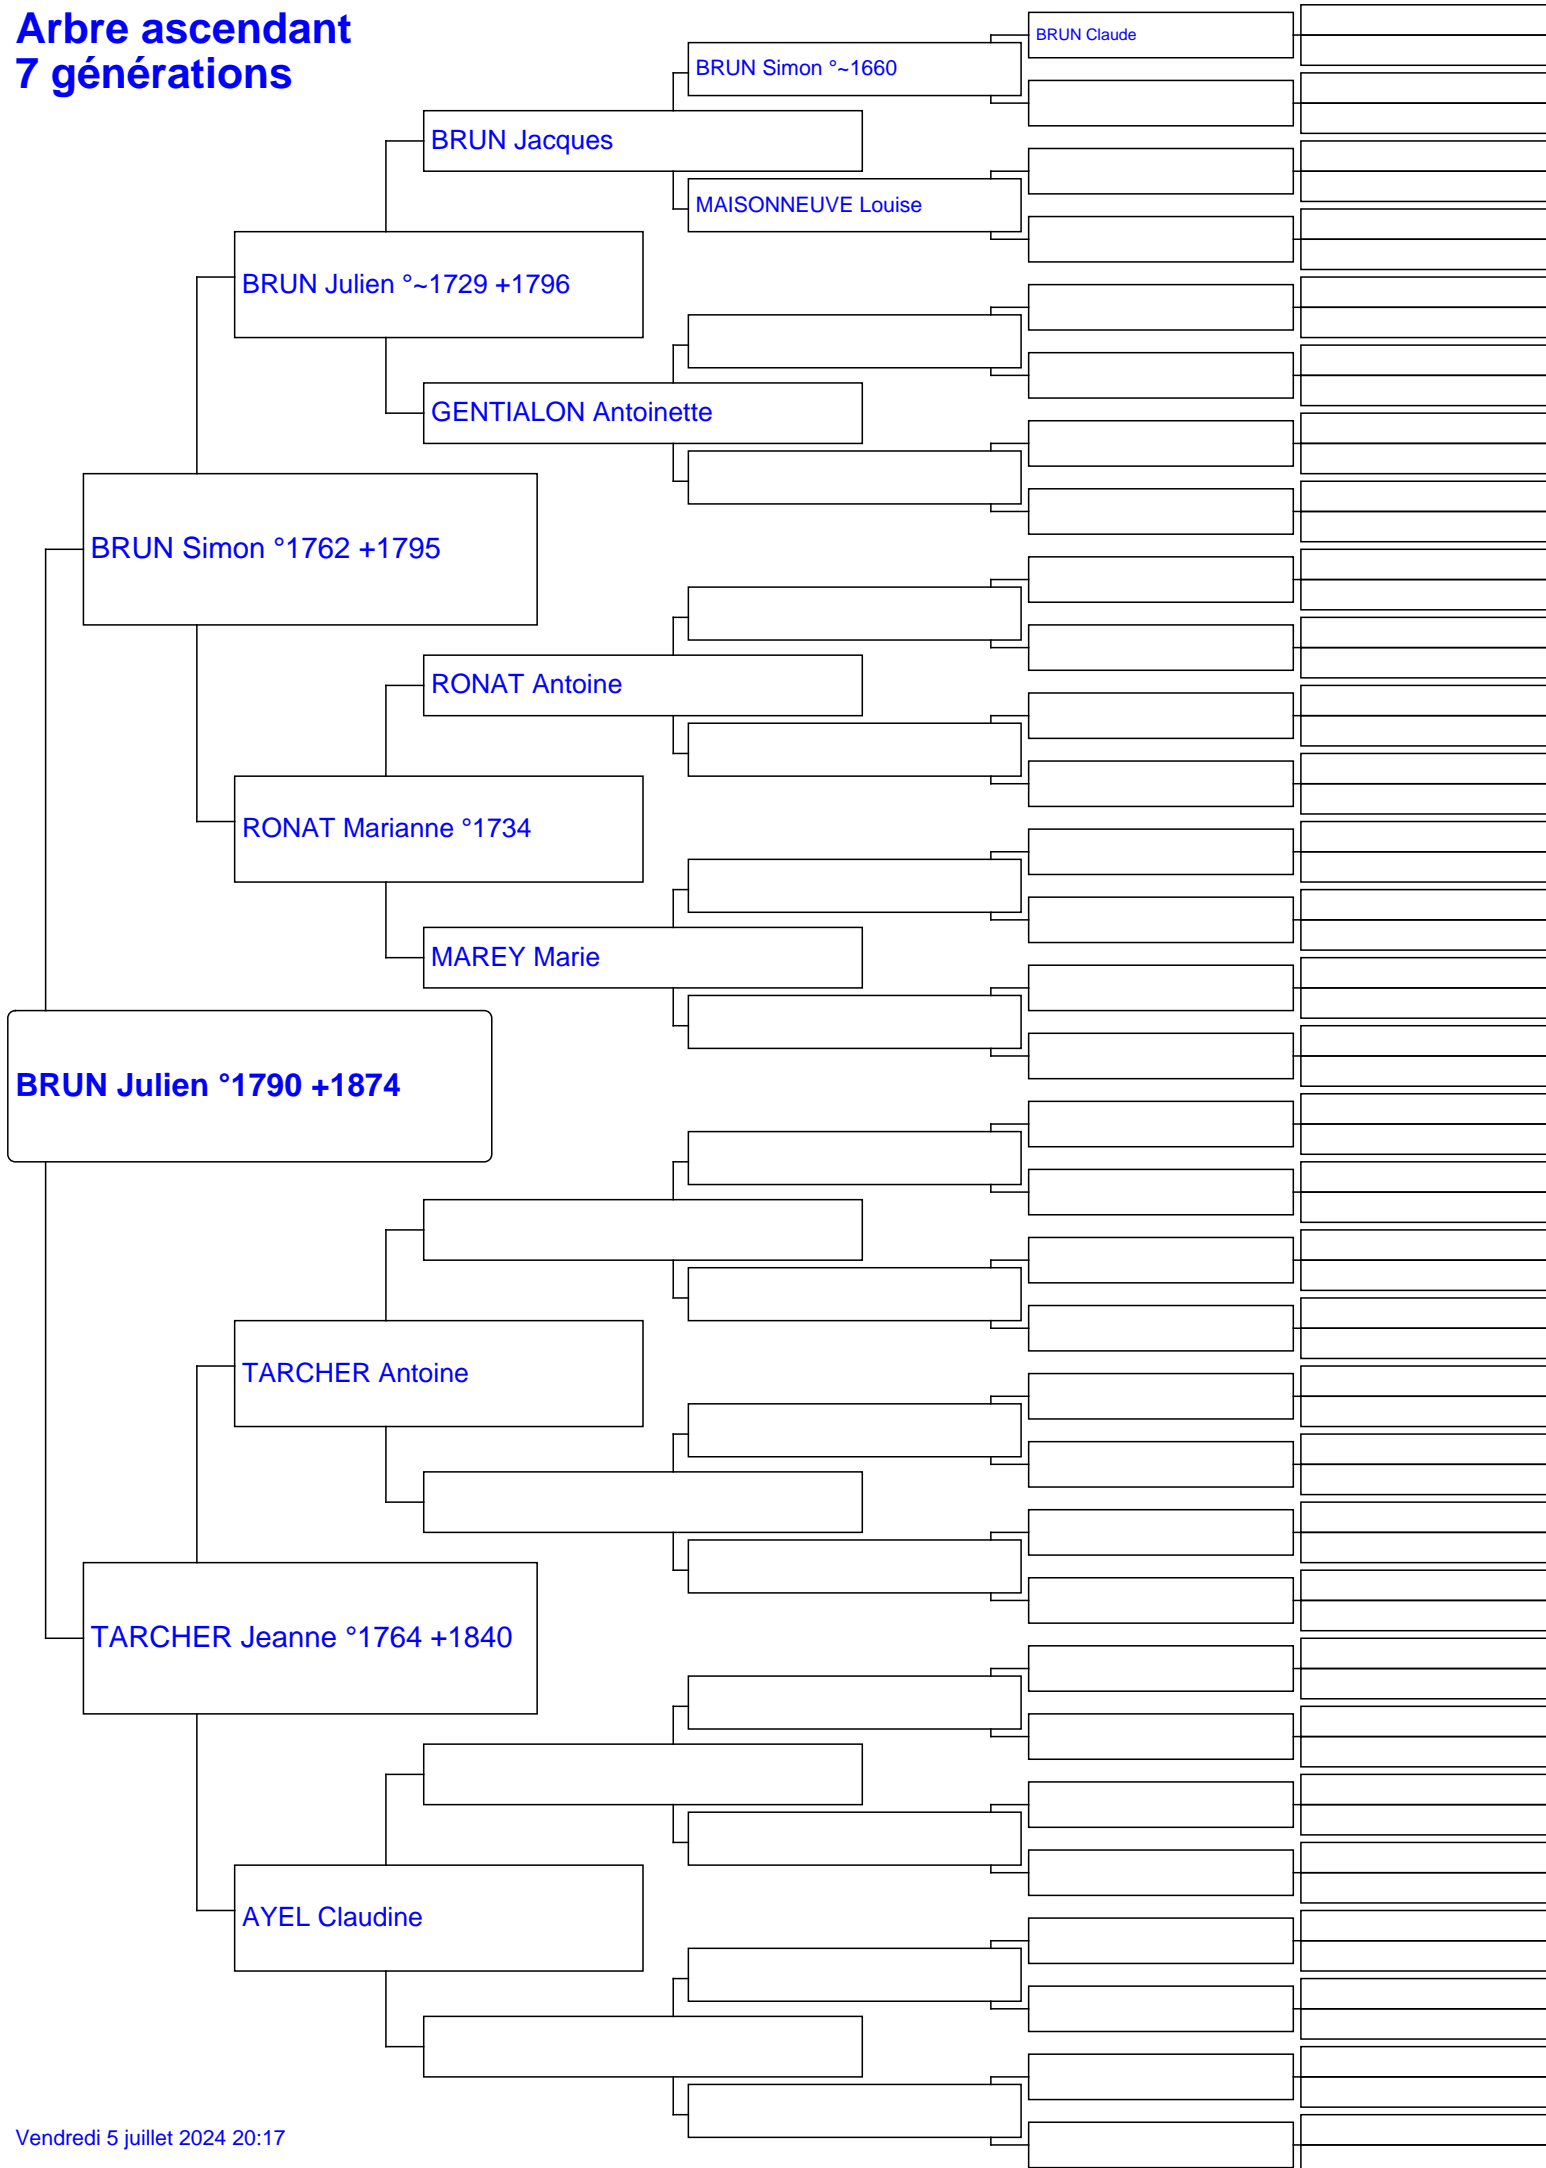 Arbre ascendant
7 générations
BRUN Claude
BRUN Simon °~1660
BRUN Jacques
MAISONNEUVE Louise
BRUN Julien °~1729 +1796
GENTIALON Antoinette
BRUN Simon °1762 +1795
RONAT Antoine
RONAT Marianne °1734
MAREY Marie
BRUN Julien °1790 +1874
TARCHER Antoine
TARCHER Jeanne °1764 +1840
AYEL Claudine
Vendredi 5 juillet 2024 20:17